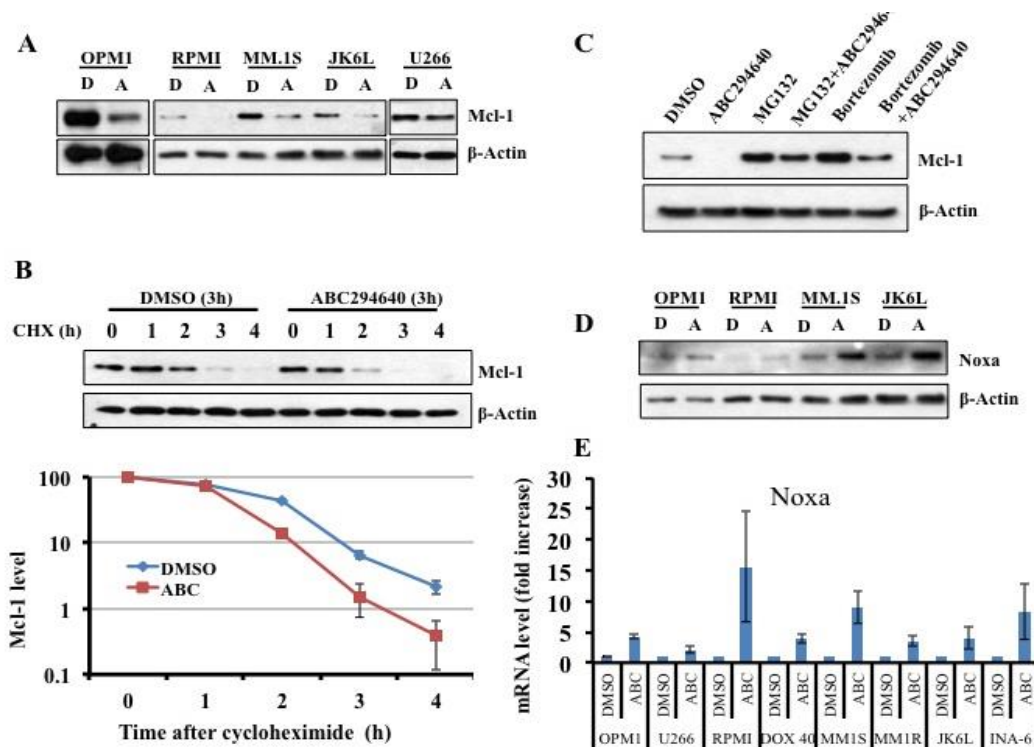 A
OPM1 RPMI MM.1S JK6L U266
D A D A D A D A D A
Mcl-1
β-Actin
B
DMSO (3h) ABC294640 (3h)
CHX (h) 0 1 2 3 4 0 1 2 3 4
Mcl-1
β-Actin
100
10
1
0.1
Mcl-1 level
DMSO
ABC
0 1 2 3 4
Time after cycloheximide (h)
C
DMSO
ABC294640
MG132
MG132+ABC29464
Bortezomib
Bortezomib
+ABC294640
Mcl-1
β-Actin
D
OPM1 RPMI MM.1S JK6L
D A D A D A D A
Noxa
β-Actin
E
Noxa
mRNA level (fold increase)
30
25
20
15
10
5
0
DMSO ABC DMSO ABC DMSO ABC DMSO ABC DMSO ABC DMSO ABC DMSO ABC DMSO ABC
OPM1 U266 RPMI DOX 40 MM1S MM1R JK6L INA-6